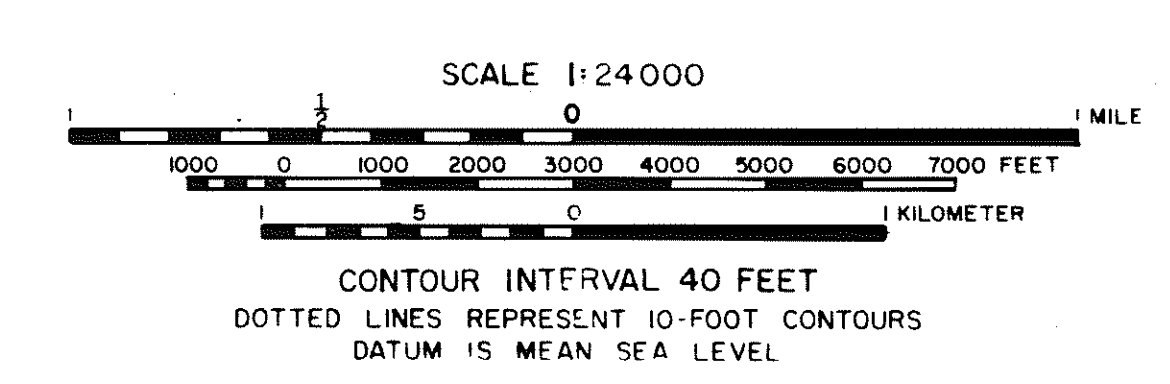 SCALE 1:24000
1 1/2 0 1 MILE
1000 0 1000 2000 3000 4000 5000 6000 7000 FEET
1 5 0 1 KILOMETER
CONTOUR INTERVAL 40 FEET
DOTTED LINES REPRESENT 10-FOOT CONTOURS
DATUM IS MEAN SEA LEVEL